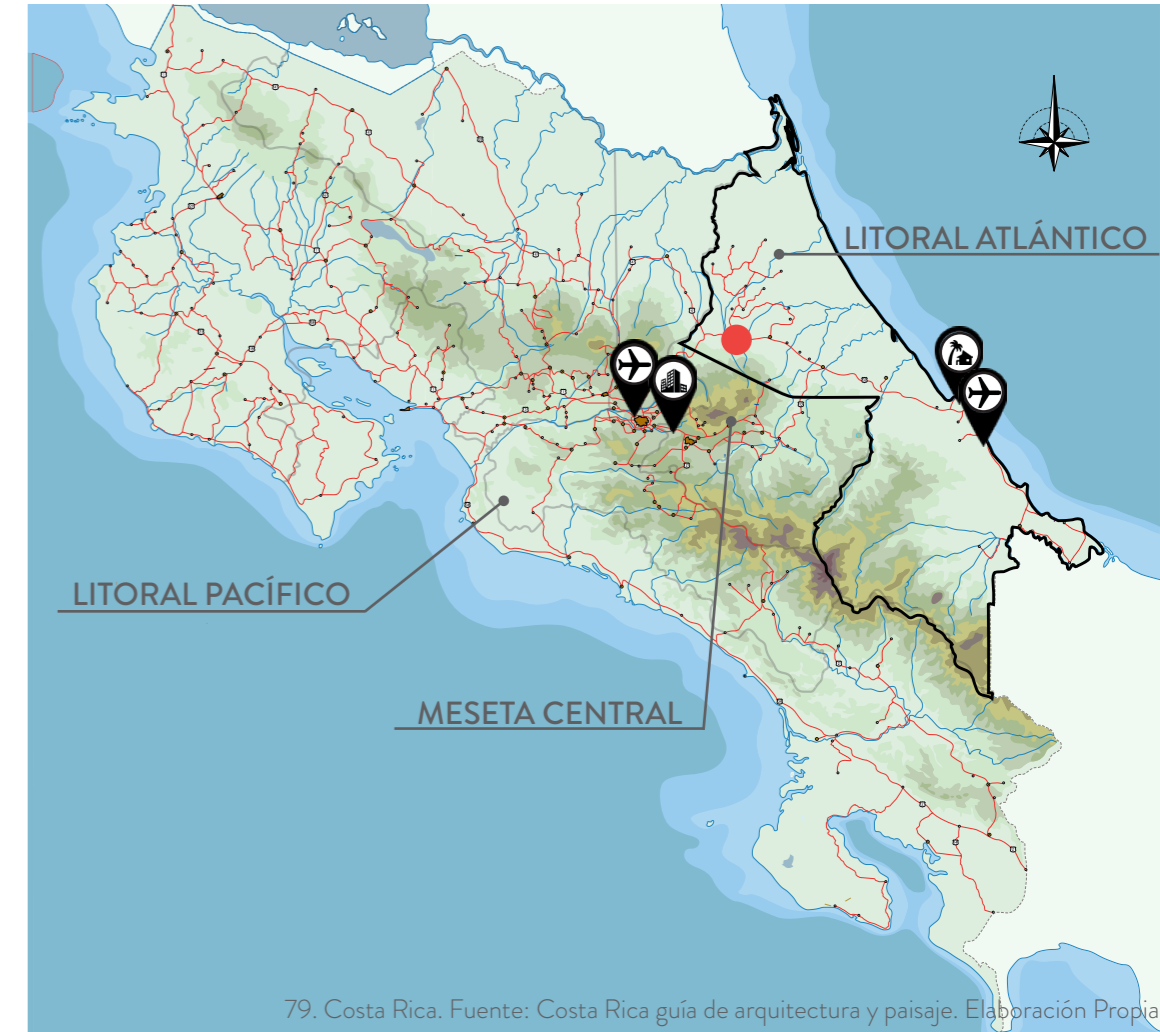 LITORAL ATLÁNTICO
LITORAL PACÍFICO
MESETA CENTRAL
79. Costa Rica. Fuente: Costa Rica guía de arquitectura y paisaje. Elaboración Propia